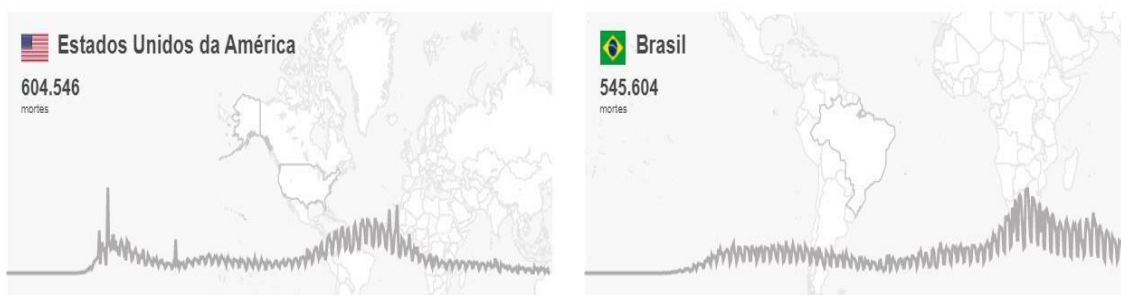 Estados Unidos da América
604.546
mortes
Brasil
545.604
mortes